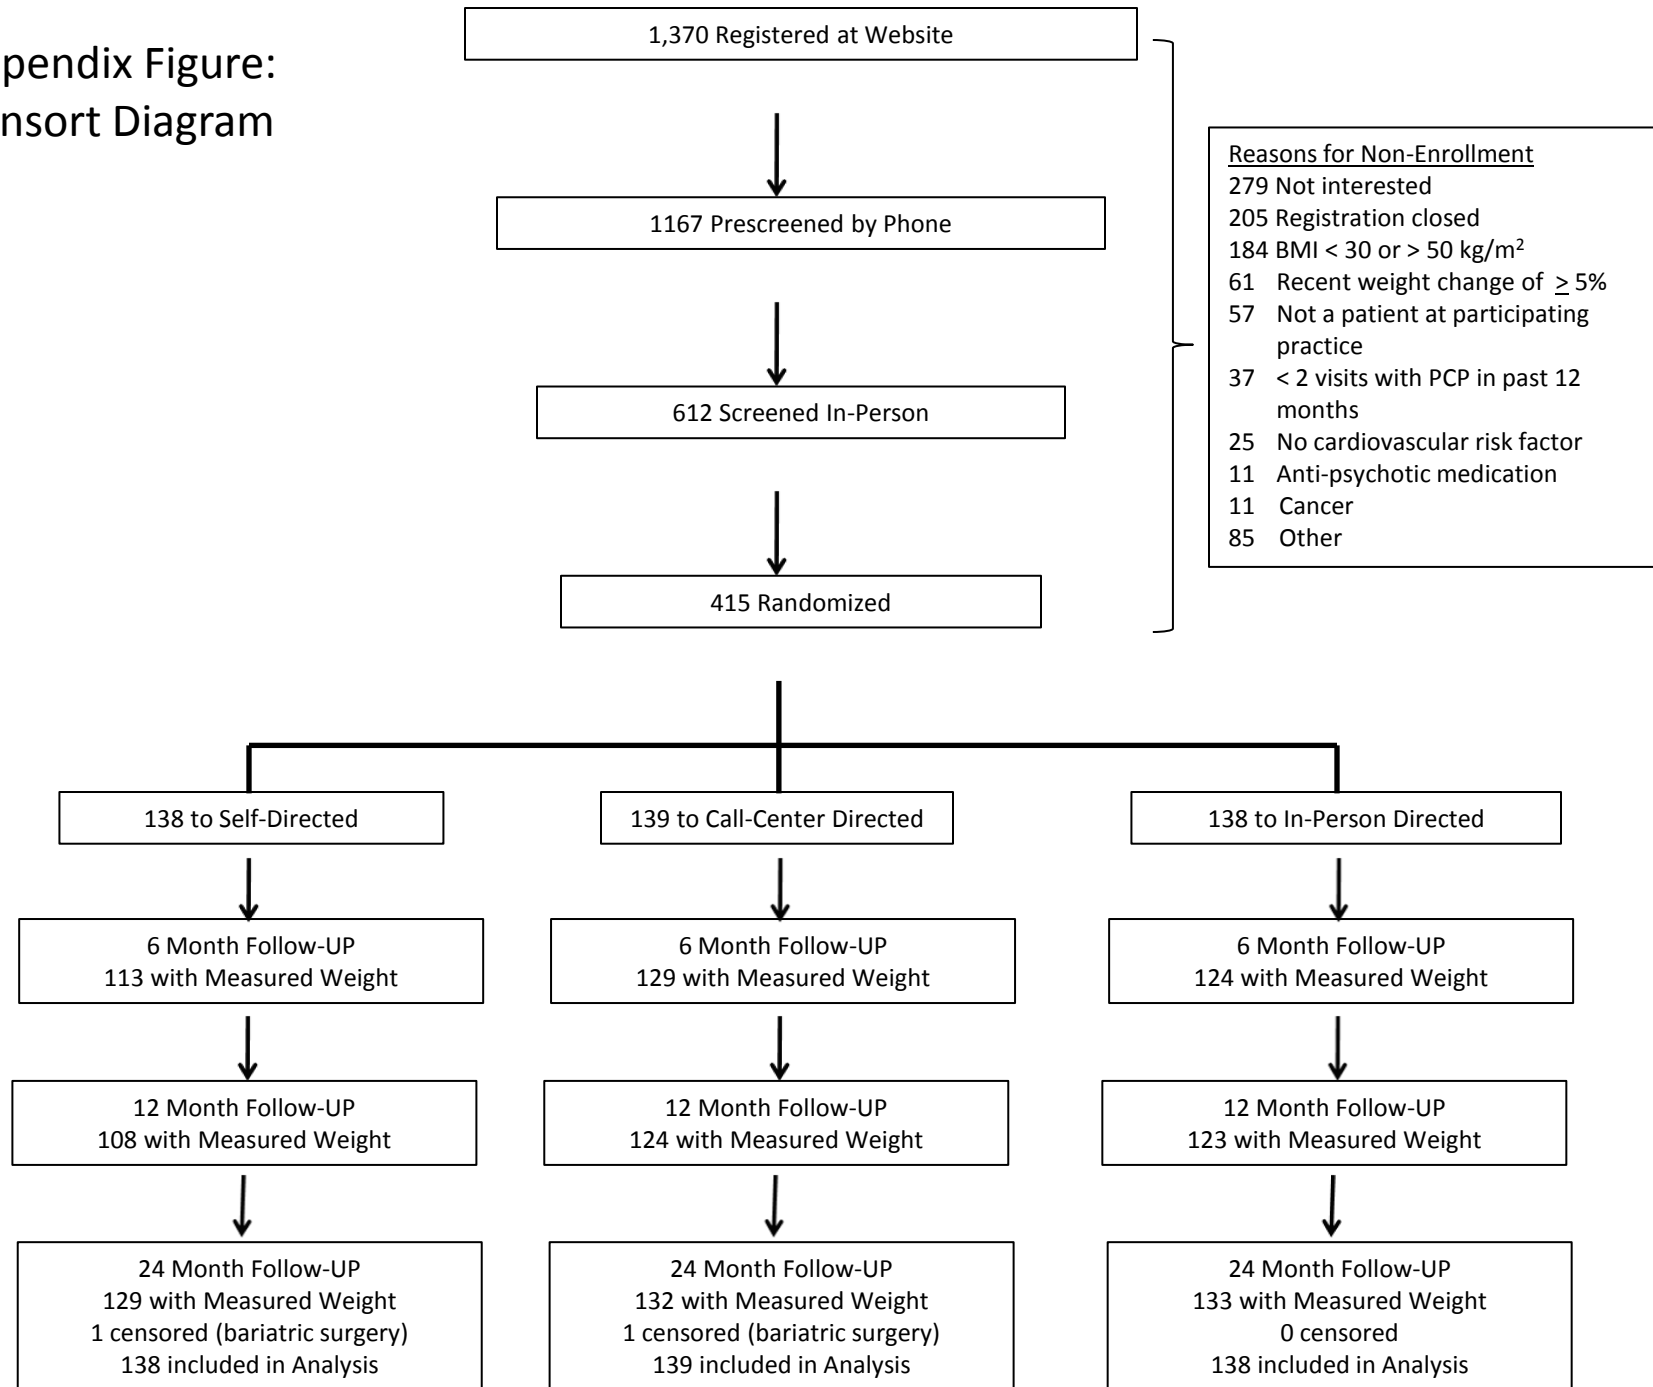 pendix Figure:
nsort Diagram
1,370 Registered at Website
1167 Prescreened by Phone
612 Screened In-Person
415 Randomized
Reasons for Non-Enrollment
279 Not interested
205 Registration closed
184 BMI < 30 or > 50 kg/m²
61 Recent weight change of ≥ 5%
57 Not a patient at participating
practice
37 < 2 visits with PCP in past 12
months
25 No cardiovascular risk factor
11 Anti-psychotic medication
11 Cancer
85 Other
138 to Self-Directed
139 to Call-Center Directed
138 to In-Person Directed
6 Month Follow-UP
113 with Measured Weight
6 Month Follow-UP
129 with Measured Weight
6 Month Follow-UP
124 with Measured Weight
12 Month Follow-UP
108 with Measured Weight
12 Month Follow-UP
124 with Measured Weight
12 Month Follow-UP
123 with Measured Weight
24 Month Follow-UP
129 with Measured Weight
1 censored (bariatric surgery)
138 included in Analysis
24 Month Follow-UP
132 with Measured Weight
1 censored (bariatric surgery)
139 included in Analysis
24 Month Follow-UP
133 with Measured Weight
0 censored
138 included in Analysis